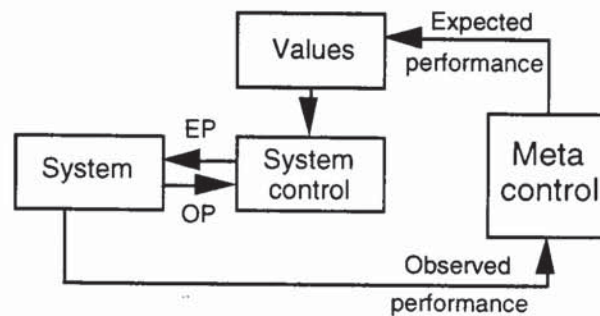 Values
Expected
performance
EP
System
System
control
OP
Meta
control
Observed
performance